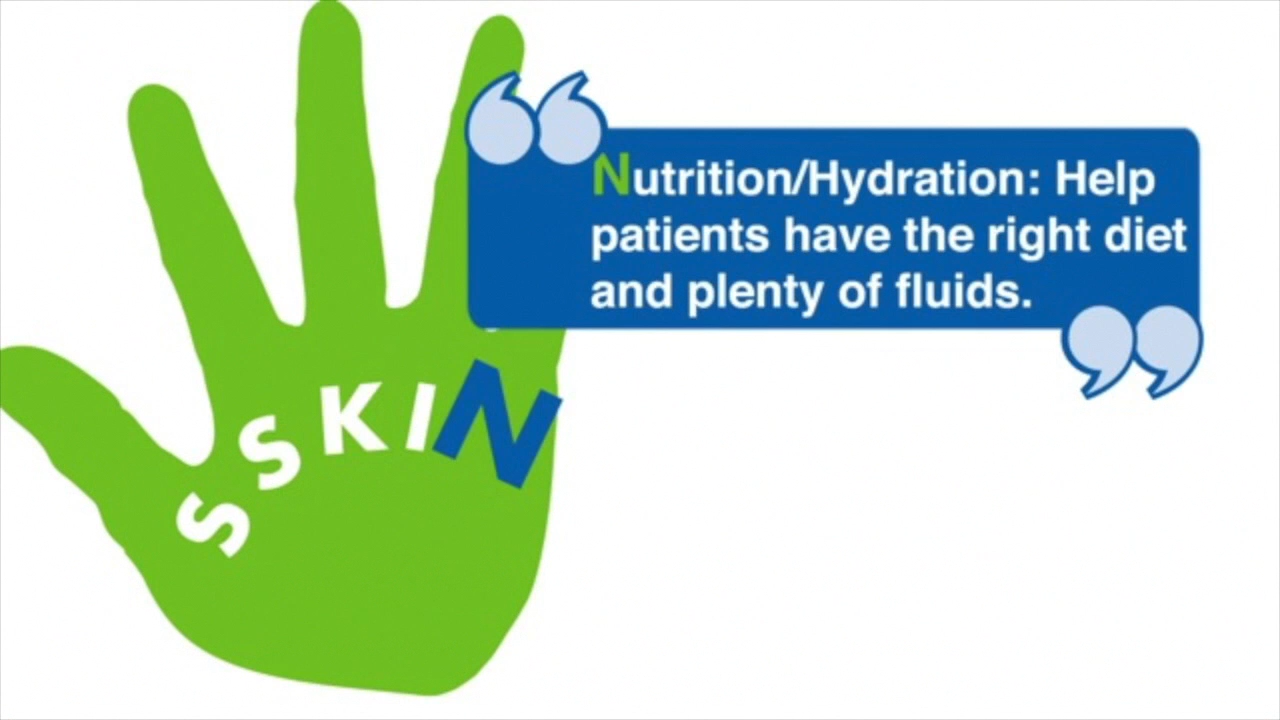 Nutrition/Hydration: Help
patients have the right diet
and plenty of fluids.
SSKIN